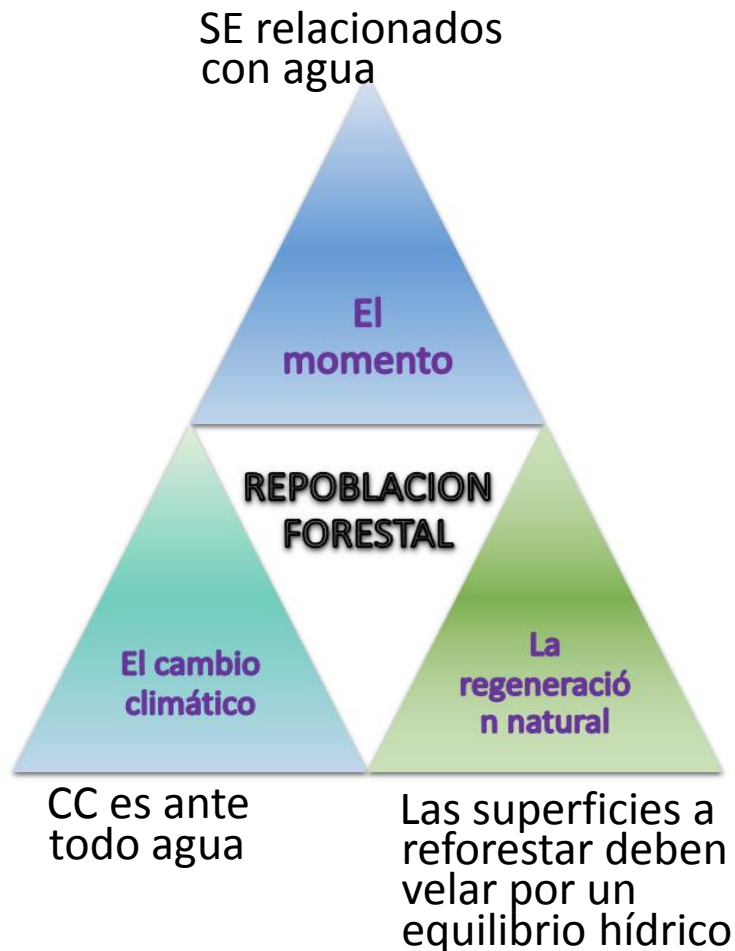 SE relacionados
con agua
El
momento
REPOBLACION
FORESTAL
El cambio
climático
La
regeneració
n natural
CC es ante
todo agua
Las superficies a
reforestar deben
velar por un
equilibrio hídrico